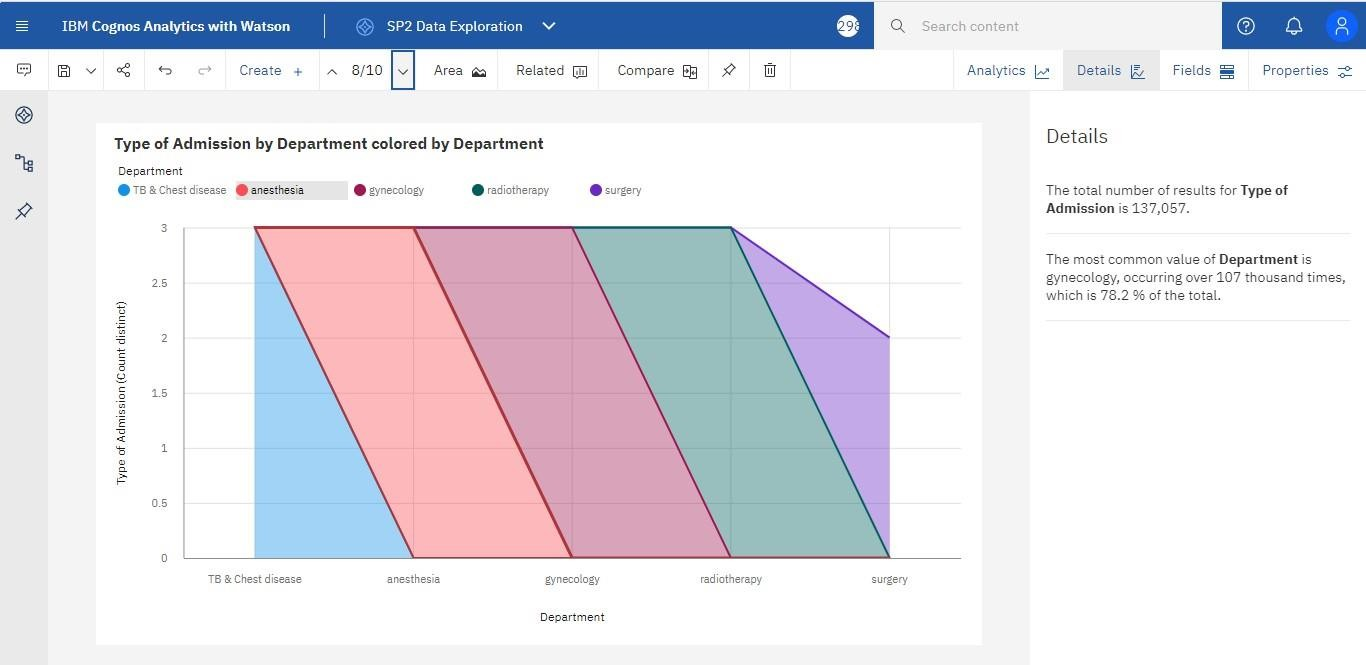 IBM Cognos Analytics with Watson
SP2 Data Exploration
298
Search content
Create +
8/10
Area
Related
Compare
Analytics
Details
Fields
Properties
Type of Admission by Department colored by Department
Department
TB & Chest disease anesthesia gynecology radiotherapy surgery
3
2.5
2
1.5
1
0.5
0
Type of Admission (Count distinct)
TB & Chest disease anesthesia gynecology radiotherapy surgery
Department
Details
The total number of results for Type of
Admission is 137,057.
The most common value of Department is
gynecology, occurring over 107 thousand times,
which is 78.2 % of the total.